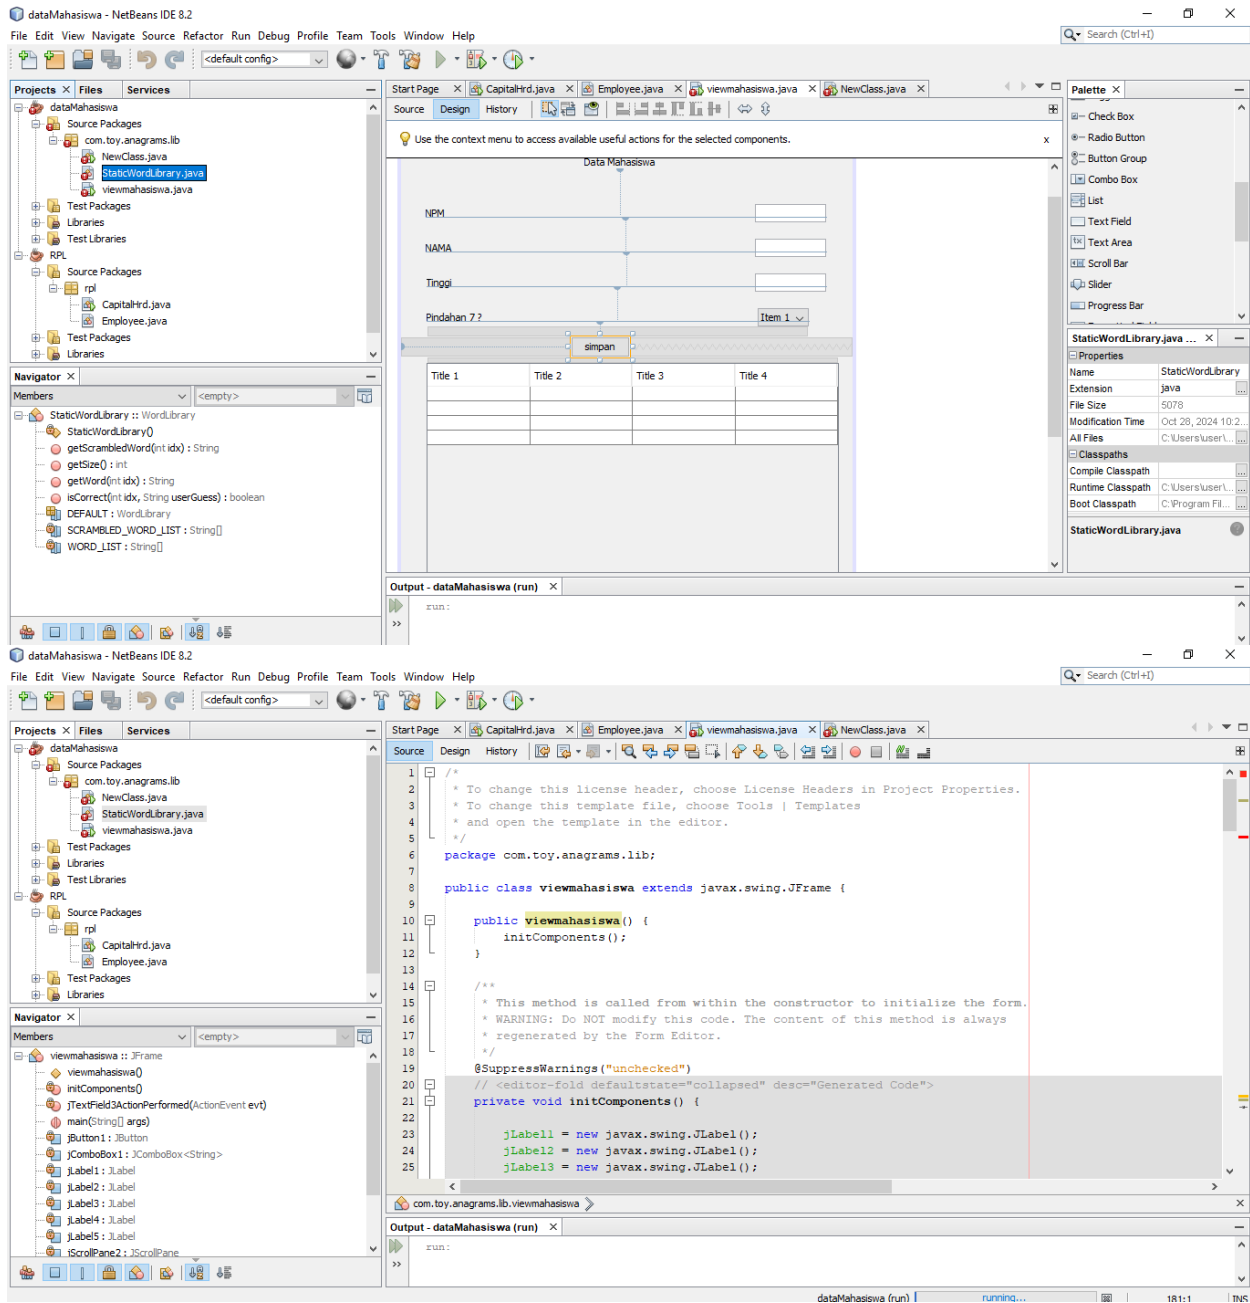 dataMahasiswa - NetBeans IDE 8.2
File Edit View Navigate Source Refactor Run Debug Profile Team Tools Window Help
Search (Ctrl+I)
<default config>
Projects Files Services
dataMahasiswa
Source Packages
com.toy.anagrams.lib
NewClass.java
StaticWordLibrary.java
viewmahasiswa.java
Test Packages
Libraries
Test Libraries
RPL
Source Packages
rpl
CapitalHrd.java
Employee.java
Test Packages
Libraries
Navigator
Members <empty>
StaticWordLibrary :: WordLibrary
StaticWordLibrary()
getScrambledWord(int idx) : String
getSize() : int
getWord(int idx) : String
isCorrect(int idx, String userGuess) : boolean
DEFAULT : WordLibrary
SCRAMBLED_WORD_LIST : String[]
WORD_LIST : String[]
Start Page CapitalHrd.java Employee.java viewmahasiswa.java NewClass.java
Source Design History
Use the context menu to access available useful actions for the selected components. x
Data Mahasiswa
NPM
NAMA
Tinggi
Pindahan 7 ? Item 1
simpan
Title 1 Title 2 Title 3 Title 4
Output - dataMahasiswa (run)
run:
Palette
Check Box
Radio Button
Button Group
Combo Box
List
Text Field
Text Area
Scroll Bar
Slider
Progress Bar
StaticWordLibrary.java ...
Properties
Name StaticWordLibrary
Extension java
File Size 5078
Modification Time Oct 28, 2024 10:2...
All Files C:\Users\user\...
Classpaths
Compile Classpath
Runtime Classpath C:\Users\user\...
Boot Classpath C:\Program Fil...
StaticWordLibrary.java
dataMahasiswa - NetBeans IDE 8.2
File Edit View Navigate Source Refactor Run Debug Profile Team Tools Window Help
Search (Ctrl+I)
<default config>
Projects Files Services
dataMahasiswa
Source Packages
com.toy.anagrams.lib
NewClass.java
StaticWordLibrary.java
viewmahasiswa.java
Test Packages
Libraries
Test Libraries
RPL
Source Packages
rpl
CapitalHrd.java
Employee.java
Test Packages
Libraries
Navigator
Members <empty>
viewmahasiswa :: JFrame
viewmahasiswa()
initComponents()
jTextField3ActionPerformed(ActionEvent evt)
main(String[] args)
jButton1 : JButton
jComboBox1 : JComboBox<String>
jLabel1 : JLabel
jLabel2 : JLabel
jLabel3 : JLabel
jLabel4 : JLabel
jLabel5 : JLabel
jScrollPane2 : JScrollPane
Start Page CapitalHrd.java Employee.java viewmahasiswa.java NewClass.java
Source Design History
1 /*
2 * To change this license header, choose License Headers in Project Properties.
3 * To change this template file, choose Tools | Templates
4 * and open the template in the editor.
5 */
6 package com.toy.anagrams.lib;
7
8 public class viewmahasiswa extends javax.swing.JFrame {
9
10 public viewmahasiswa() {
11 initComponents();
12 }
13
14 /**
15 * This method is called from within the constructor to initialize the form.
16 * WARNING: Do NOT modify this code. The content of this method is always
17 * regenerated by the Form Editor.
18 */
19 @SuppressWarnings("unchecked")
20 // <editor-fold defaultstate="collapsed" desc="Generated Code">
21 private void initComponents() {
22
23 jLabel1 = new javax.swing.JLabel();
24 jLabel2 = new javax.swing.JLabel();
25 jLabel3 = new javax.swing.JLabel();
com.toy.anagrams.lib.viewmahasiswa
Output - dataMahasiswa (run)
run:
dataMahasiswa (run) running... 181:1 INS